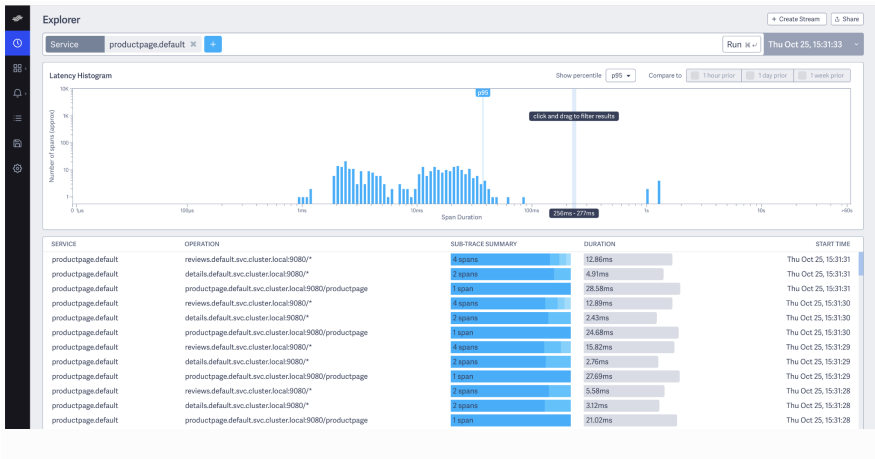 Explorer
+ Create Stream
Share
Service productpage.default × +
Run ⌘↵ Thu Oct 25, 15:31:33
Latency Histogram
Show percentile p95 Compare to 1 hour prior 1 day prior 1 week prior
p95
click and drag to filter results
Number of spans (approx)
10K
1K
100
10
1
0 1µs 100µs 1ms 10ms 100ms 1s 10s >60s
256ms - 277ms
Span Duration
SERVICE OPERATION SUB-TRACE SUMMARY DURATION START TIME
productpage.default reviews.default.svc.cluster.local:9080/* 4 spans 12.86ms Thu Oct 25, 15:31:31
productpage.default details.default.svc.cluster.local:9080/* 2 spans 4.91ms Thu Oct 25, 15:31:31
productpage.default productpage.default.svc.cluster.local:9080/productpage 1 span 28.58ms Thu Oct 25, 15:31:31
productpage.default reviews.default.svc.cluster.local:9080/* 4 spans 12.89ms Thu Oct 25, 15:31:30
productpage.default details.default.svc.cluster.local:9080/* 2 spans 2.43ms Thu Oct 25, 15:31:30
productpage.default productpage.default.svc.cluster.local:9080/productpage 1 span 24.68ms Thu Oct 25, 15:31:30
productpage.default reviews.default.svc.cluster.local:9080/* 4 spans 15.82ms Thu Oct 25, 15:31:29
productpage.default details.default.svc.cluster.local:9080/* 2 spans 2.76ms Thu Oct 25, 15:31:29
productpage.default productpage.default.svc.cluster.local:9080/productpage 1 span 27.69ms Thu Oct 25, 15:31:29
productpage.default reviews.default.svc.cluster.local:9080/* 2 spans 5.58ms Thu Oct 25, 15:31:28
productpage.default details.default.svc.cluster.local:9080/* 2 spans 3.12ms Thu Oct 25, 15:31:28
productpage.default productpage.default.svc.cluster.local:9080/productpage 1 span 21.02ms Thu Oct 25, 15:31:28